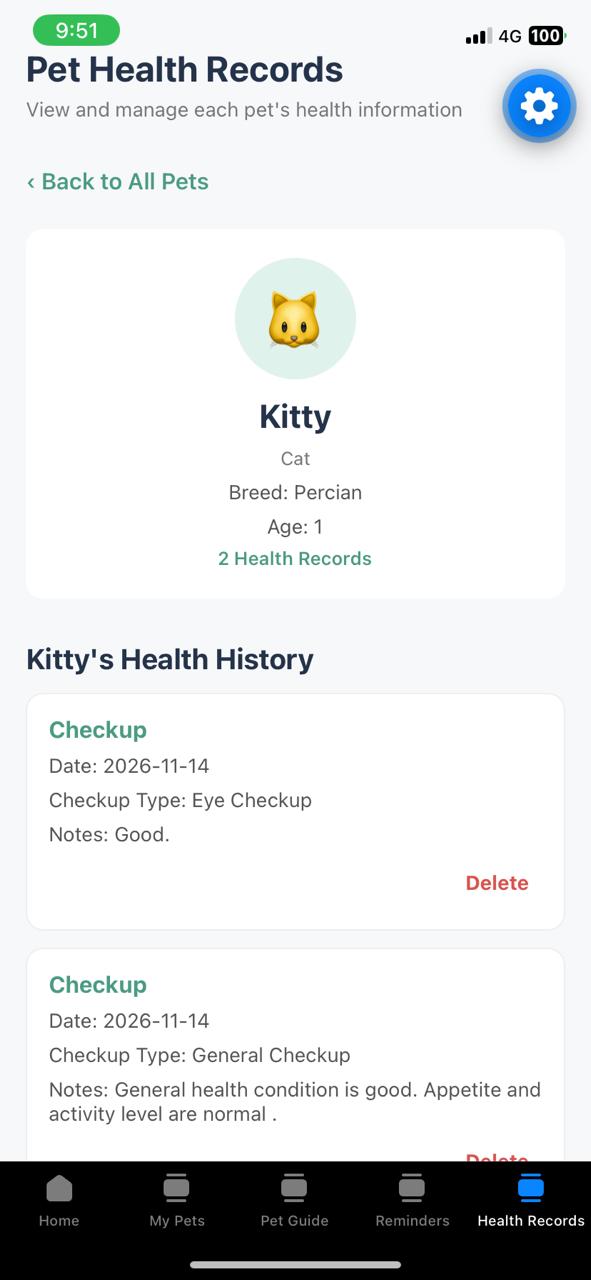 9:51
4G 100
Pet Health Records
View and manage each pet's health information
‹ Back to All Pets
Kitty
Cat
Breed: Percian
Age: 1
2 Health Records
Kitty's Health History
Checkup
Date: 2026-11-14
Checkup Type: Eye Checkup
Notes: Good.
Delete
Checkup
Date: 2026-11-14
Checkup Type: General Checkup
Notes: General health condition is good. Appetite and
activity level are normal .
Delete
Home
My Pets
Pet Guide
Reminders
Health Records